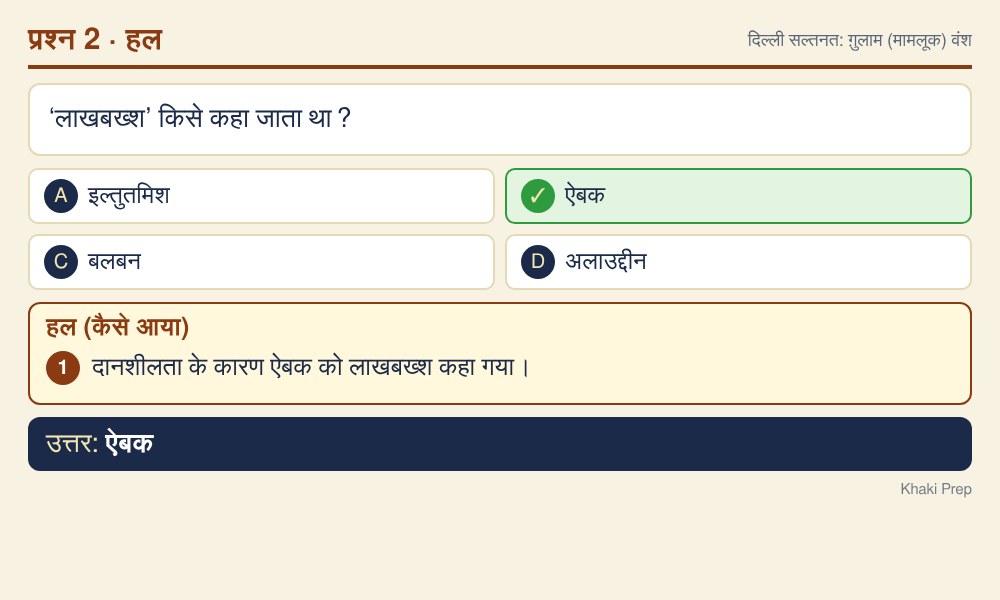 प्रश्न 2 · हल
दिल्ली सल्तनत: ग़ुलाम (मामलूक) वंश
‘लाखबख्श’ किसे कहा जाता था ?
A इल्तुतमिश
✓ ऐबक
C बलबन
D अलाउद्दीन
हल (कैसे आया)
1 दानशीलता के कारण ऐबक को लाखबख्श कहा गया।
उत्तर: ऐबक
Khaki Prep